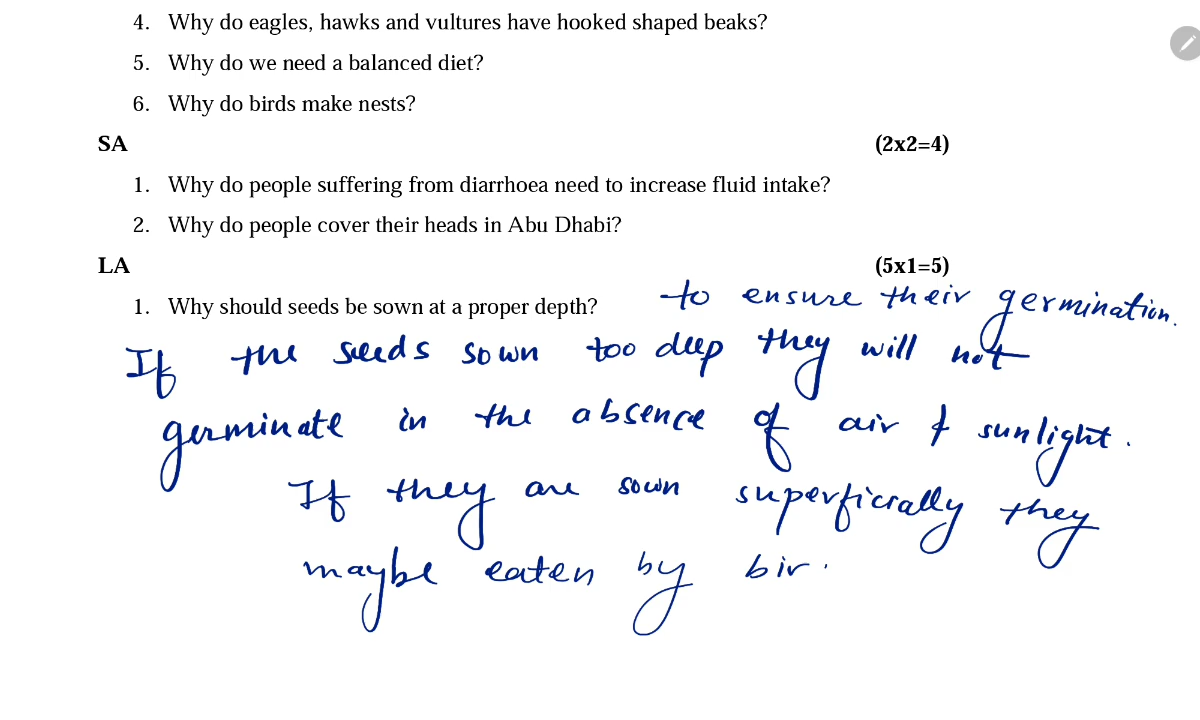 4. Why do eagles, hawks and vultures have hooked shaped beaks?
5. Why do we need a balanced diet?
6. Why do birds make nests?
SA (2x2=4)
1. Why do people suffering from diarrhoea need to increase fluid intake?
2. Why do people cover their heads in Abu Dhabi?
LA (5x1=5)
1. Why should seeds be sown at a proper depth? to ensure their germination.
If the seeds sown too deep they will not
germinate in the absence of air & sunlight.
If they are sown superficially they
maybe eaten by bir.